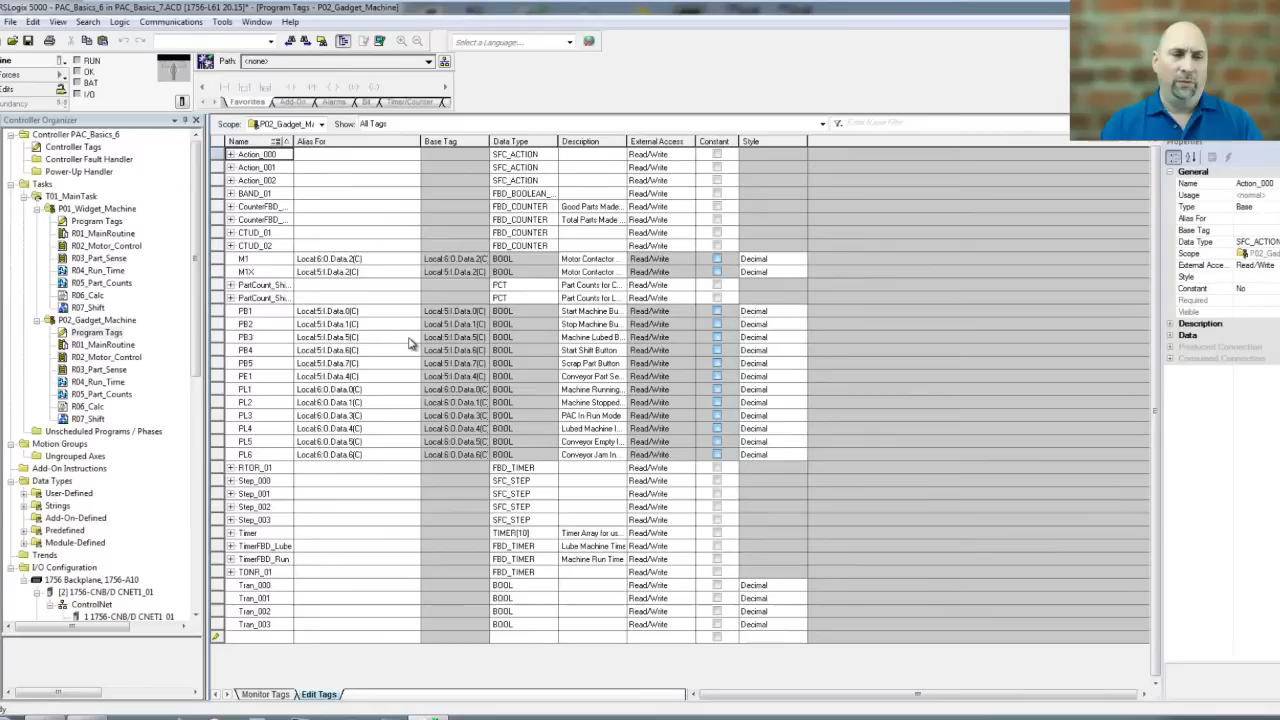 RSLogix 5000 - PAC_Basics_6 in PAC_Basics_7.ACD [1756-L61 20.15]* - [Program Tags - P02_Gadget_Machine]
File Edit View Search Logic Communications Tools Window Help
Select a Language...
RUN
OK
BAT
I/O
Forces
Edits
Path: <none>
Favorites Add-On Alarms Bit Timer/Counter
Controller Organizer
Scope: P02_Gadget_Ma Show: All Tags
Controller PAC_Basics_6
Controller Tags
Controller Fault Handler
Power-Up Handler
Tasks
T01_MainTask
P01_Widget_Machine
Program Tags
R01_MainRoutine
R02_Motor_Control
R03_Part_Sense
R04_Run_Time
R05_Part_Counts
R06_Calc
R07_Shift
P02_Gadget_Machine
Program Tags
R01_MainRoutine
R02_Motor_Control
R03_Part_Sense
R04_Run_Time
R05_Part_Counts
R06_Calc
R07_Shift
Unscheduled Programs / Phases
Motion Groups
Ungrouped Axes
Add-On Instructions
Data Types
User-Defined
Strings
Add-On-Defined
Predefined
Module-Defined
Trends
I/O Configuration
1756 Backplane, 1756-A10
[2] 1756-CNB/D CNET1_01
ControlNet
1 1756-CNB/D CNET1_01
Name Alias For Base Tag Data Type Description External Access Constant Style
Action_000 SFC_ACTION Read/Write
Action_001 SFC_ACTION Read/Write
Action_002 SFC_ACTION Read/Write
BAND_01 FBD_BOOLEAN_... Read/Write
CounterFBD_... FBD_COUNTER Good Parts Made... Read/Write
CounterFBD_... FBD_COUNTER Total Parts Made ... Read/Write
CTUD_01 FBD_COUNTER Read/Write
CTUD_02 FBD_COUNTER Read/Write
M1 Local:6:O.Data.2(C) Local:6:O.Data.2(C) BOOL Motor Contactor ... Read/Write Decimal
M1X Local:5:I.Data.2(C) Local:5:I.Data.2(C) BOOL Motor Contactor ... Read/Write Decimal
PartCount_Shi... PCT Part Counts for C... Read/Write
PartCount_Shi... PCT Part Counts for L... Read/Write
PB1 Local:5:I.Data.0(C) Local:5:I.Data.0(C) BOOL Start Machine Bu... Read/Write Decimal
PB2 Local:5:I.Data.1(C) Local:5:I.Data.1(C) BOOL Stop Machine Bu... Read/Write Decimal
PB3 Local:5:I.Data.5(C) Local:5:I.Data.5(C) BOOL Machine Lubed B... Read/Write Decimal
PB4 Local:5:I.Data.6(C) Local:5:I.Data.6(C) BOOL Start Shift Button Read/Write Decimal
PB5 Local:5:I.Data.7(C) Local:5:I.Data.7(C) BOOL Scrap Part Button Read/Write Decimal
PE1 Local:5:I.Data.4(C) Local:5:I.Data.4(C) BOOL Conveyor Part Se... Read/Write Decimal
PL1 Local:6:O.Data.0(C) Local:6:O.Data.0(C) BOOL Machine Running... Read/Write Decimal
PL2 Local:6:O.Data.1(C) Local:6:O.Data.1(C) BOOL Machine Stopped... Read/Write Decimal
PL3 Local:6:O.Data.3(C) Local:6:O.Data.3(C) BOOL PAC In Run Mode Read/Write Decimal
PL4 Local:6:O.Data.4(C) Local:6:O.Data.4(C) BOOL Lubed Machine I... Read/Write Decimal
PL5 Local:6:O.Data.5(C) Local:6:O.Data.5(C) BOOL Conveyor Empty I... Read/Write Decimal
PL6 Local:6:O.Data.6(C) Local:6:O.Data.6(C) BOOL Conveyor Jam In... Read/Write Decimal
RTOR_01 FBD_TIMER Read/Write
Step_000 SFC_STEP Read/Write
Step_001 SFC_STEP Read/Write
Step_002 SFC_STEP Read/Write
Step_003 SFC_STEP Read/Write
Timer TIMER[10] Timer Array for us... Read/Write
TimerFBD_Lube FBD_TIMER Lube Machine Time Read/Write
TimerFBD_Run FBD_TIMER Machine Run Time Read/Write
TONR_01 FBD_TIMER Read/Write
Tran_000 BOOL Read/Write Decimal
Tran_001 BOOL Read/Write Decimal
Tran_002 BOOL Read/Write Decimal
Tran_003 BOOL Read/Write Decimal
Monitor Tags Edit Tags
Properties
General
Name Action_000
Usage <normal>
Type Base
Alias For
Base Tag
Data Type SFC_ACTION
Scope P02_Gad
External Acce... Read/Write
Style
Constant No
Required
Visible
Description
Data
Produced Connection
Consumed Connection